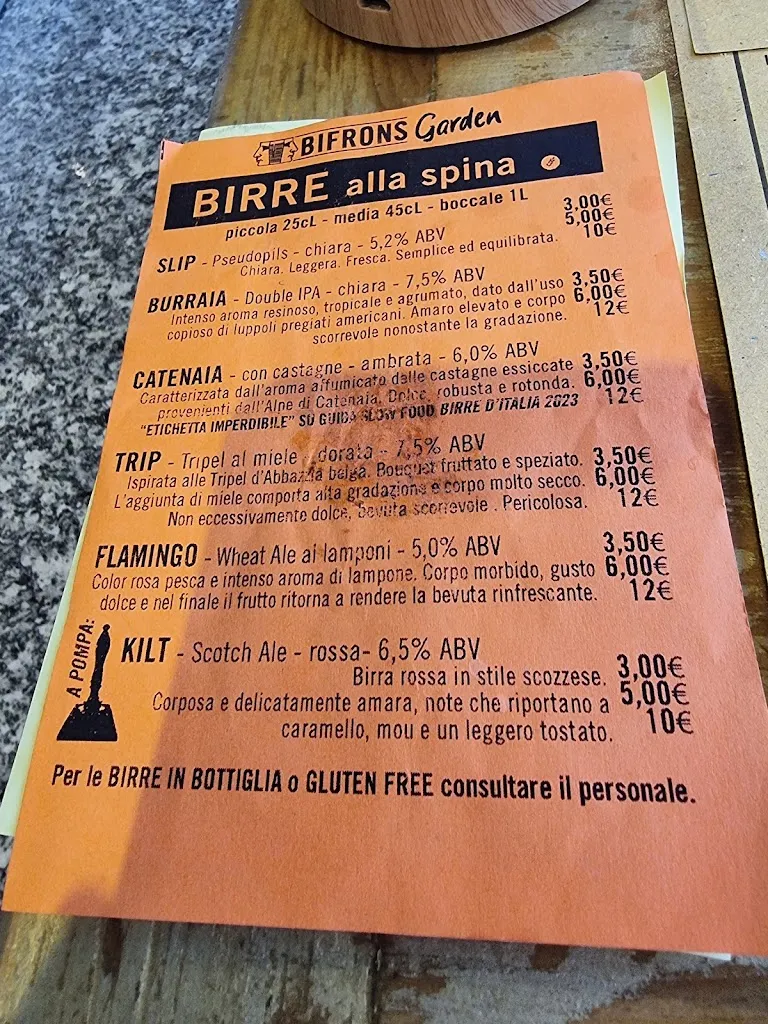 BIFRONS Garden
BIRRE alla spina
piccola 25cL - media 45cL - boccale 1L
SLIP - Pseudopils - chiara - 5,2% ABV 3,00€
Chiara. Leggera. Fresca. Semplice ed equilibrata. 5,00€
10€
BURRAIA - Double IPA - chiara - 7,5% ABV
Intenso aroma resinoso, tropicale e agrumato, dato dall'uso 3,50€
copioso di luppoli pregiati americani. Amaro elevato e corpo 6,00€
scorrevole nonostante la gradazione. 12€
CATENAIA - con castagne - ambrata - 6,0% ABV
Caratterizzata dall'aroma affumicato delle castagne essiccate 3,50€
provenienti dall'Alpe di Catenaia. Dolce, robusta e rotonda. 6,00€
"ETICHETTA IMPERDIBILE" SU GUIDA SLOW FOOD BIRRE D'ITALIA 2023 12€
TRIP - Tripel al miele - dorata - 7,5% ABV
Ispirata alle Tripel d'Abbazzia belga. Bouquet fruttato e speziato. 3,50€
L'aggiunta di miele comporta alta gradazione e corpo molto secco. 6,00€
Non eccessivamente dolce, bevuta scorrevole . Pericolosa. 12€
FLAMINGO - Wheat Ale ai lamponi - 5,0% ABV 3,50€
Color rosa pesca e intenso aroma di lampone. Corpo morbido, gusto 6,00€
dolce e nel finale il frutto ritorna a rendere la bevuta rinfrescante. 12€
A POMPA:
KILT - Scotch Ale - rossa- 6,5% ABV
Birra rossa in stile scozzese. 3,00€
Corposa e delicatamente amara, note che riportano a 5,00€
caramello, mou e un leggero tostato. 10€
Per le BIRRE IN BOTTIGLIA o GLUTEN FREE consultare il personale.